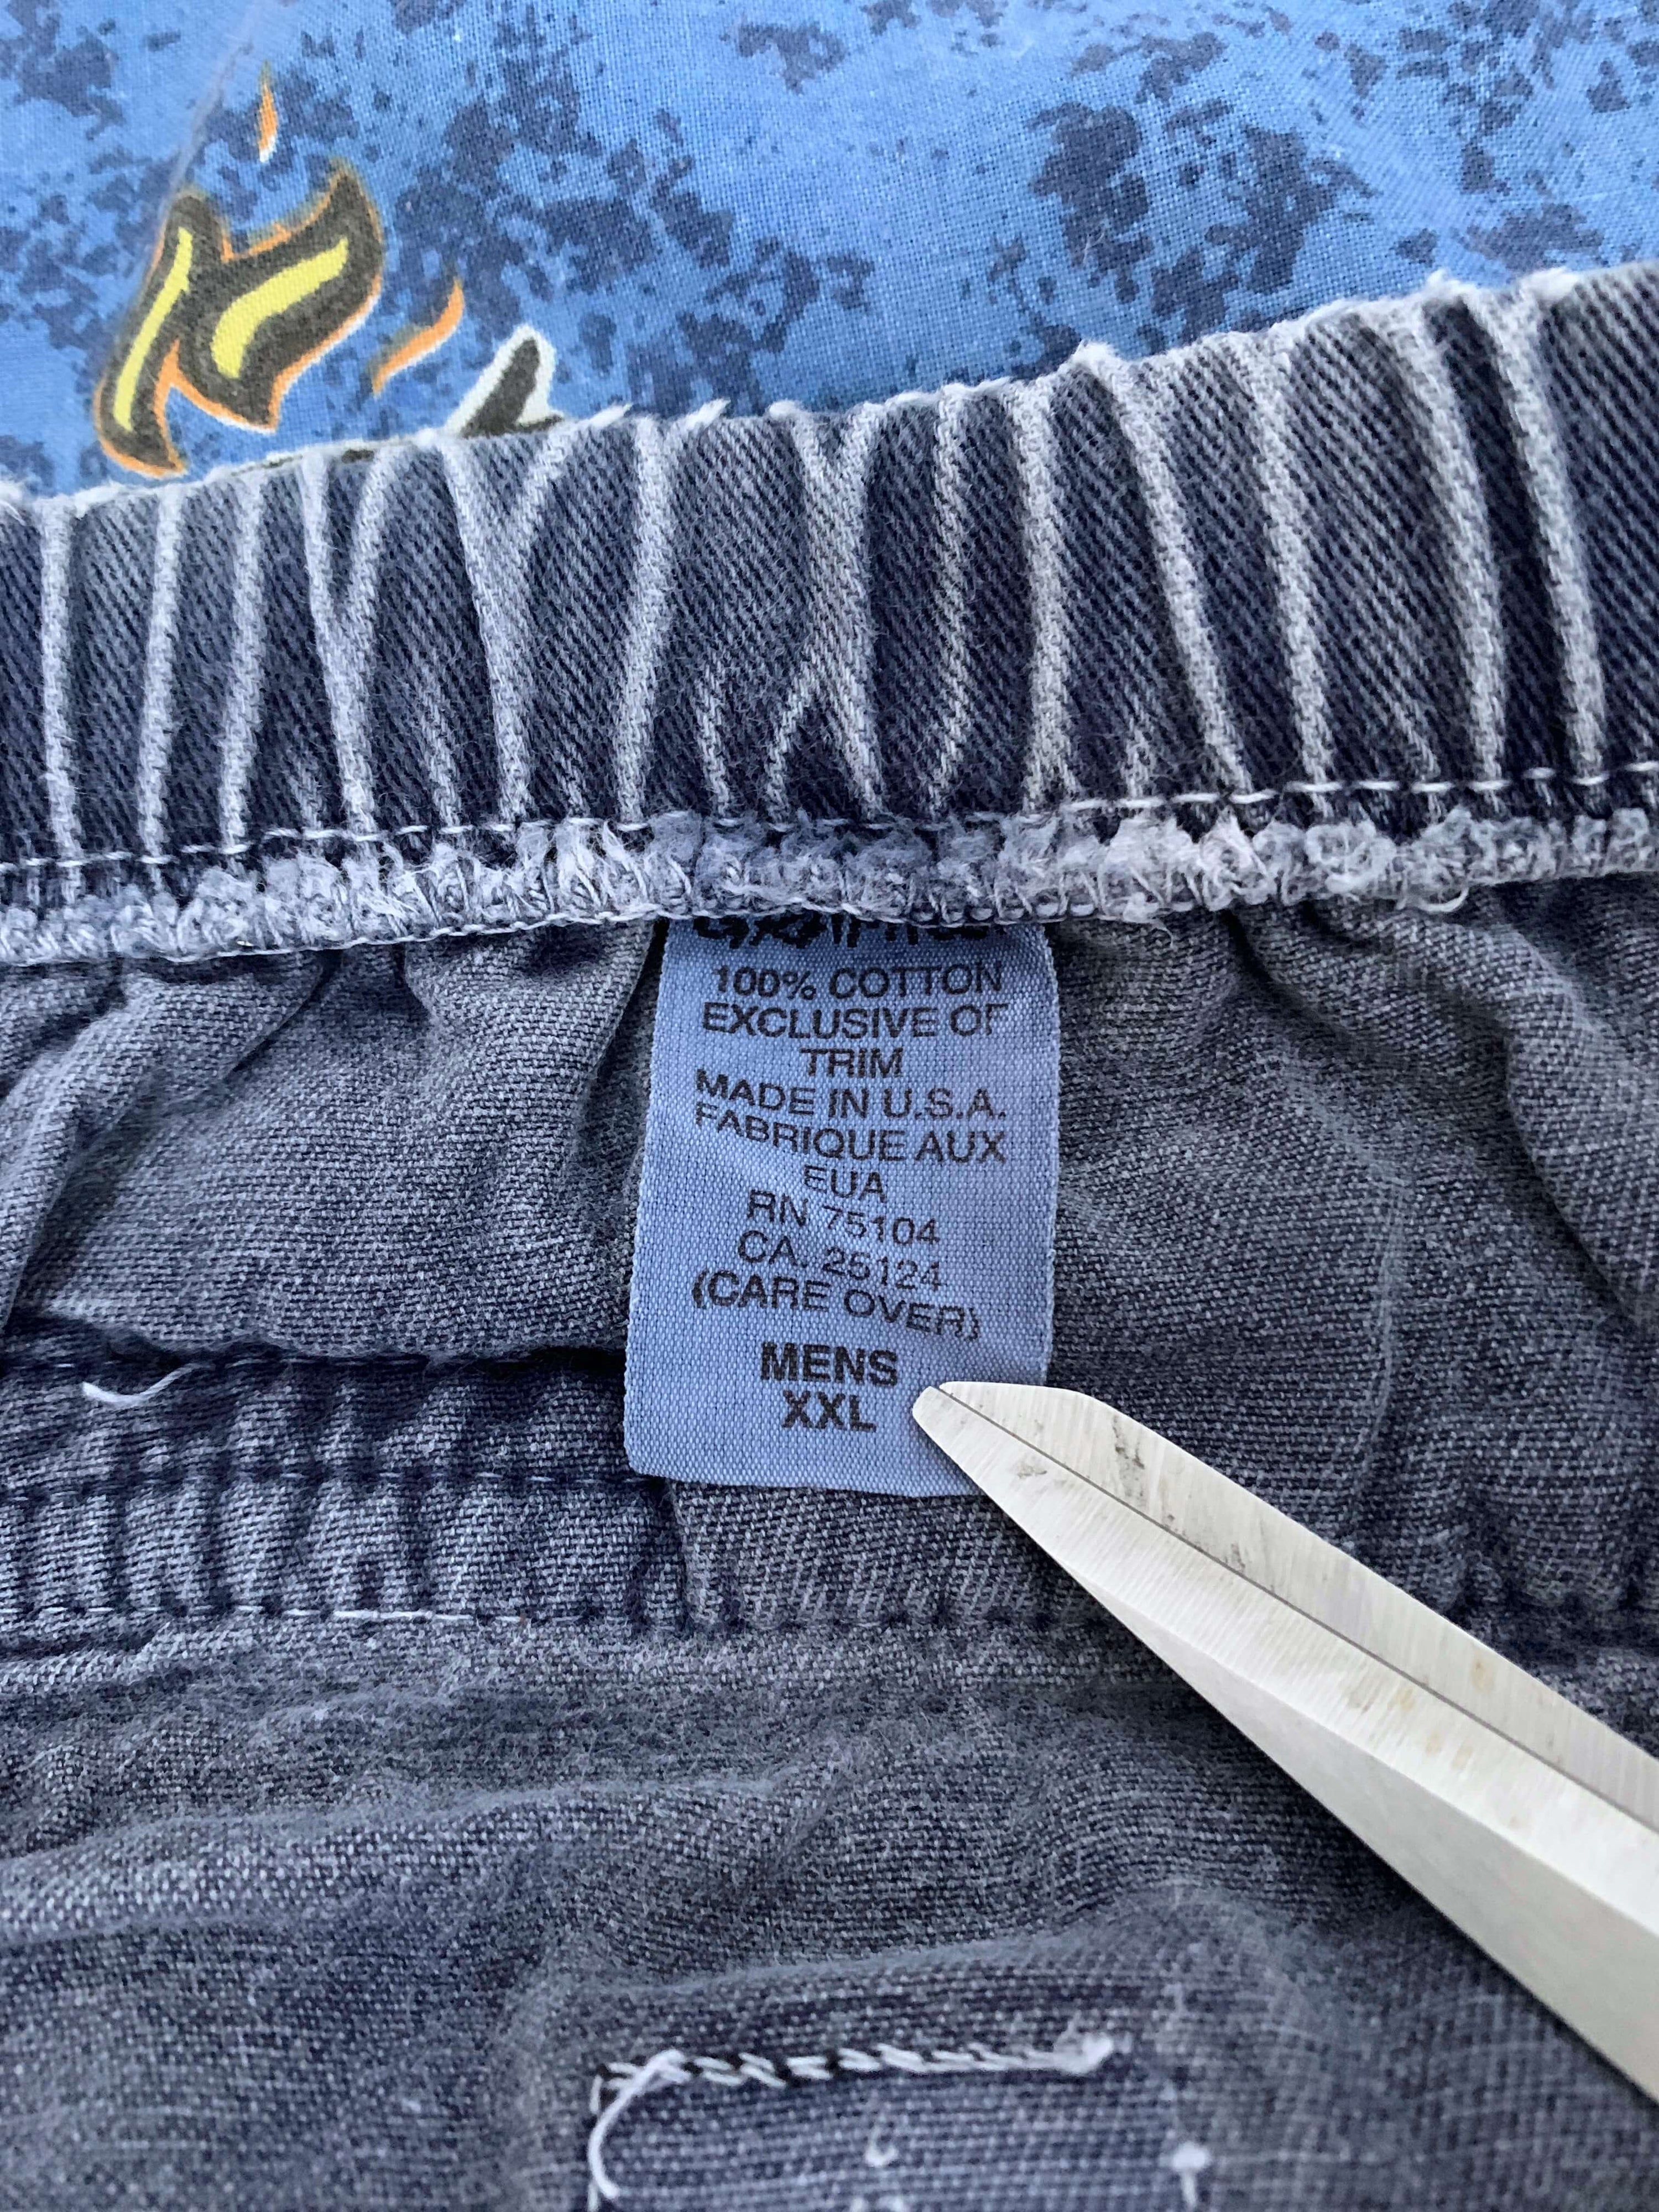 100% COTTON
EXCLUSIVE OF
TRIM
MADE IN U.S.A.
FABRIQUE AUX
EUA
RN 75104
CA. 25124
(CARE OVER)
MENS
XXL